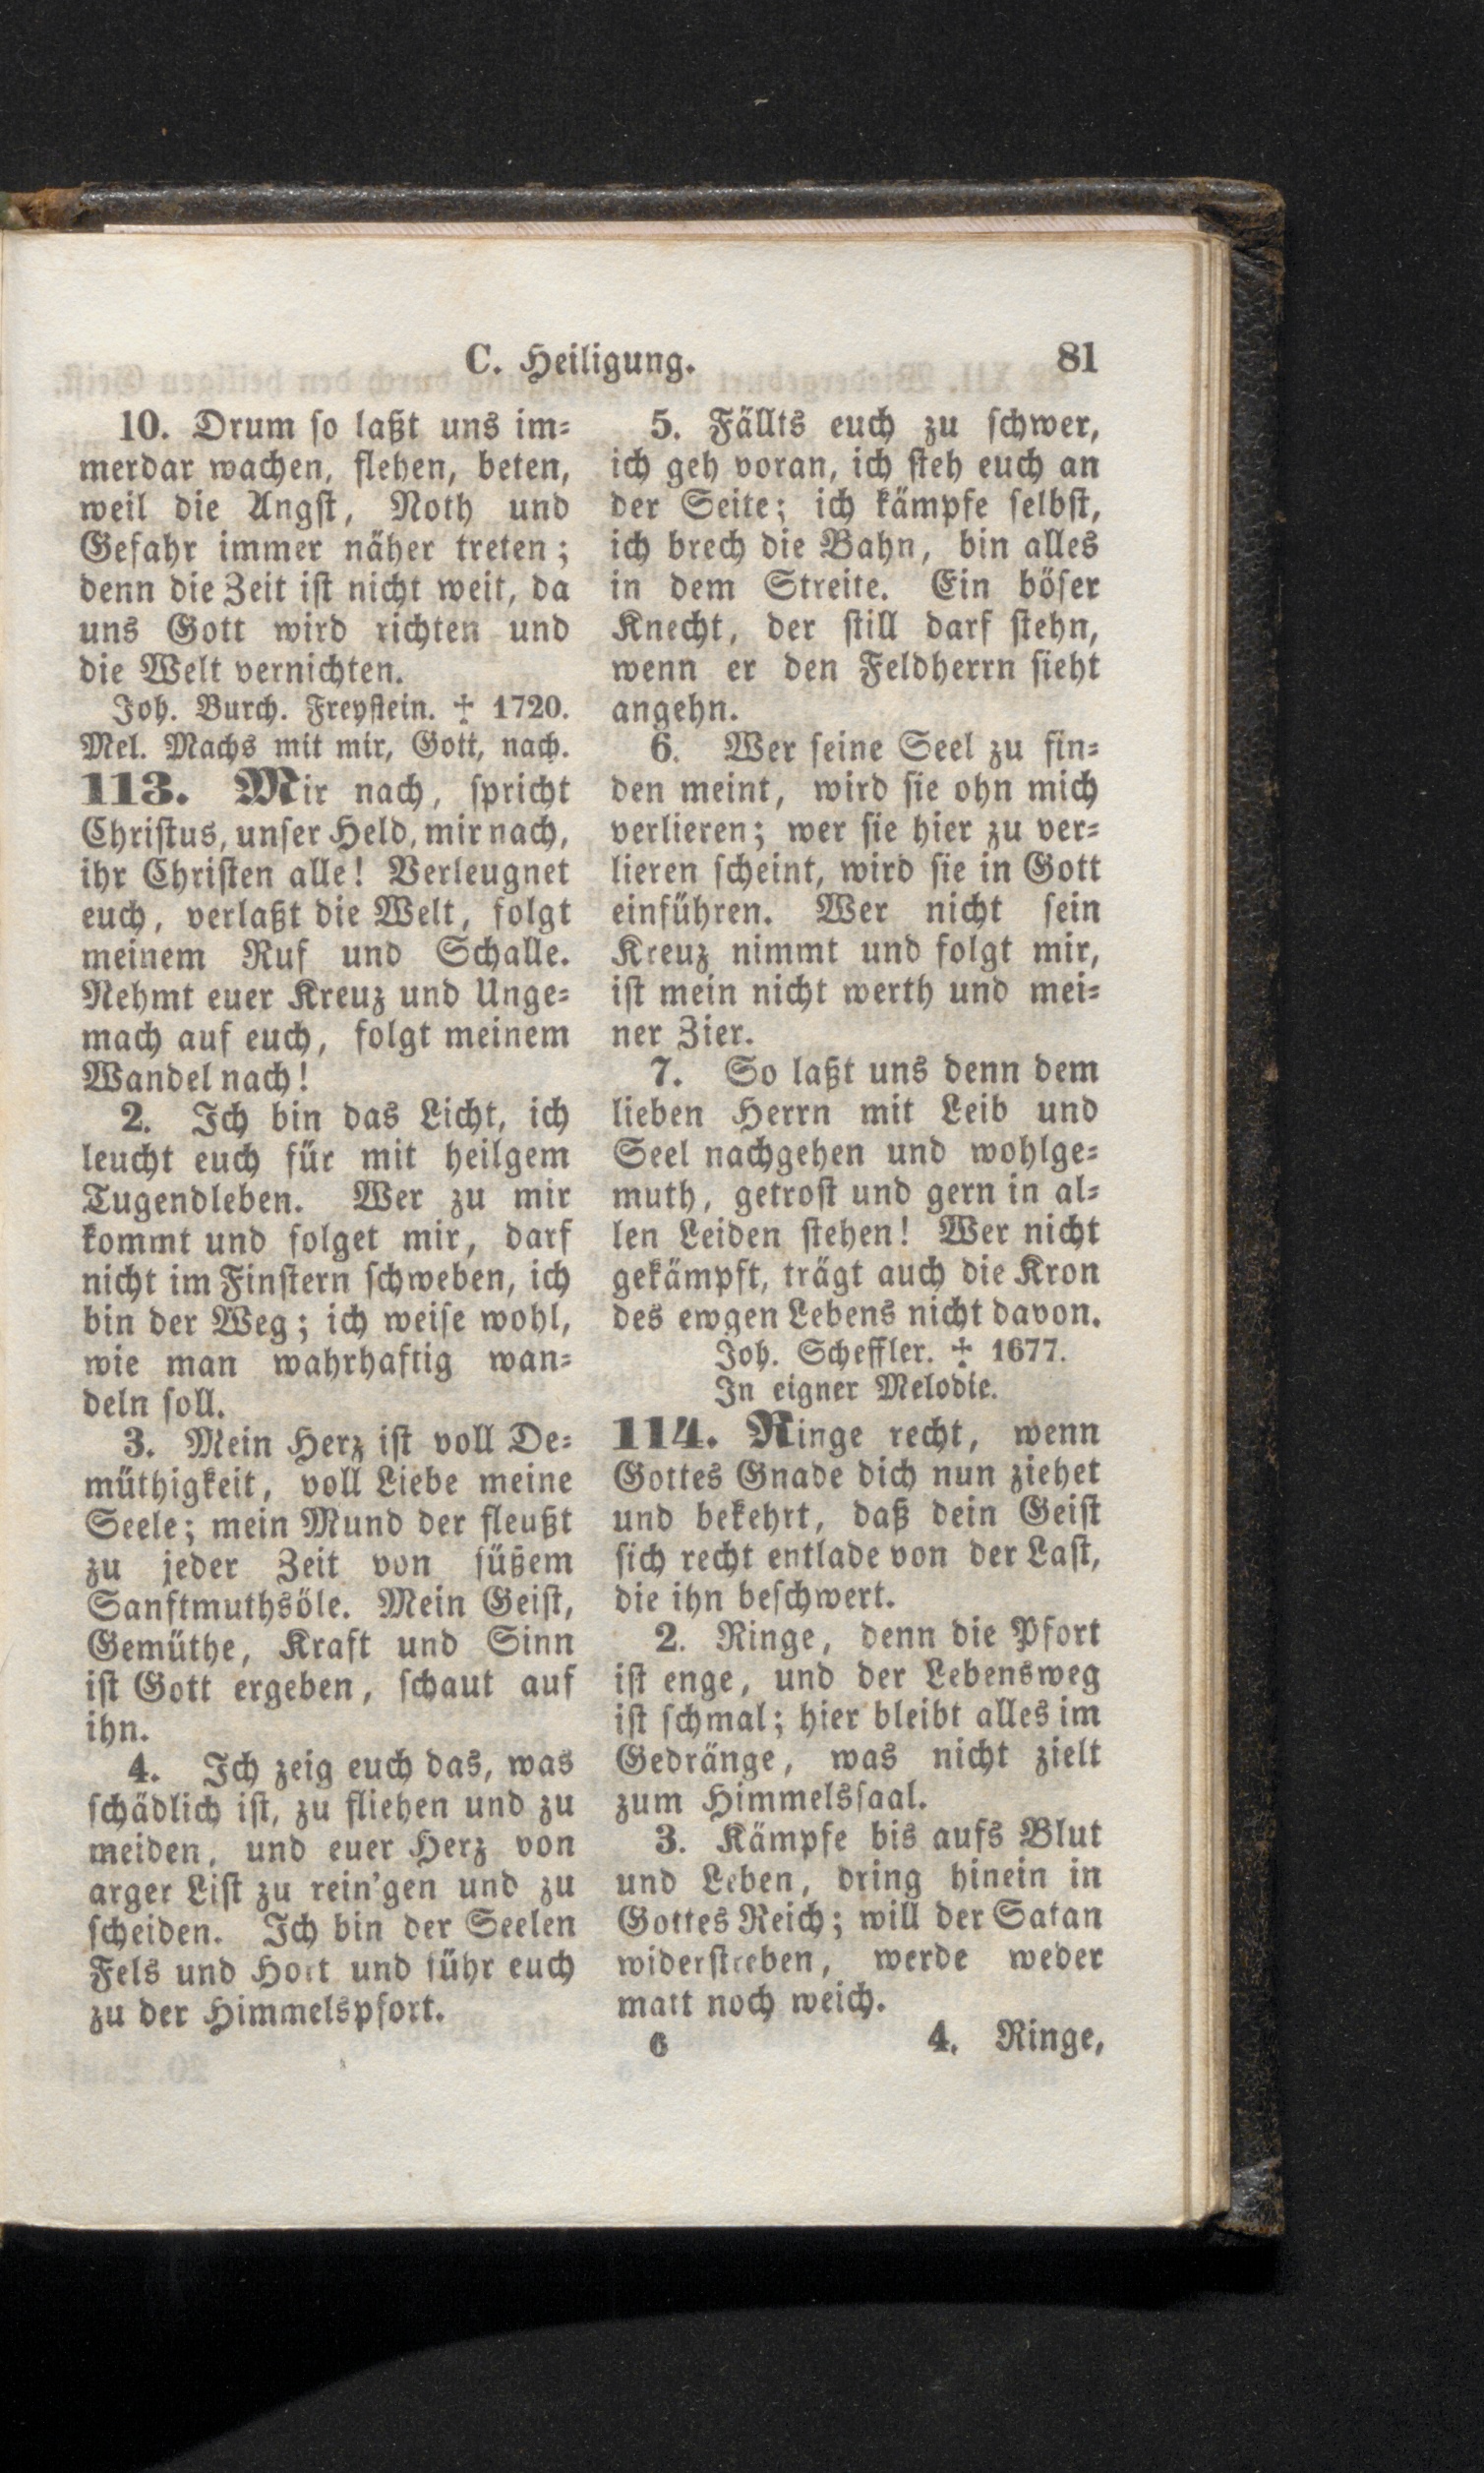 C. Heiligung. 81
10. Drum so laßt uns im-
merdar wachen, flehen, beten,
weil die Angst, Noth und
Gefahr immer näher treten;
denn die Zeit ist nicht weit, da
uns Gott wird richten und
die Welt vernichten.
Joh. Burch. Freystein. ✝ 1720.
Mel. Machs mit mir, Gott, nach.
113. Mir nach, spricht
Christus, unser Held, mir nach,
ihr Christen alle! Verleugnet
euch, verlaßt die Welt, folgt
meinem Ruf und Schalle.
Nehmt euer Kreuz und Unge-
mach auf euch, folgt meinem
Wandel nach!
2. Ich bin das Licht, ich
leucht euch für mit heilgem
Tugendleben. Wer zu mir
kommt und folget mir, darf
nicht im Finstern schweben, ich
bin der Weg; ich weise wohl,
wie man wahrhaftig wan-
deln soll.
3. Mein Herz ist voll De-
müthigkeit, voll Liebe meine
Seele; mein Mund der fleußt
zu jeder Zeit von süßem
Sanftmuthsöle. Mein Geist,
Gemüthe, Kraft und Sinn
ist Gott ergeben, schaut auf
ihn.
4. Ich zeig euch das, was
schädlich ist, zu fliehen und zu
meiden, und euer Herz von
arger List zu rein'gen und zu
scheiden. Ich bin der Seelen
Fels und Hort und führ euch
zu der Himmelspfort.
5. Fällts euch zu schwer,
ich geh voran, ich steh euch an
der Seite; ich kämpfe selbst,
ich brech die Bahn, bin alles
in dem Streite. Ein böser
Knecht, der still darf stehn,
wenn er den Feldherrn sieht
angehn.
6. Wer seine Seel zu fin-
den meint, wird sie ohn mich
verlieren; wer sie hier zu ver-
lieren scheint, wird sie in Gott
einführen. Wer nicht sein
Kreuz nimmt und folgt mir,
ist mein nicht werth und mei-
ner Zier.
7. So laßt uns denn dem
lieben Herrn mit Leib und
Seel nachgehen und wohlge-
muth, getrost und gern in al-
len Leiden stehen! Wer nicht
gekämpft, trägt auch die Kron
des ewgen Lebens nicht davon.
Joh. Scheffler. ✝ 1677.
In eigner Melodie.
114. Ringe recht, wenn
Gottes Gnade dich nun ziehet
und bekehrt, daß dein Geist
sich recht entlade von der Last,
die ihn beschwert.
2. Ringe, denn die Pfort
ist enge, und der Lebensweg
ist schmal; hier bleibt alles im
Gedränge, was nicht zielt
zum Himmelssaal.
3. Kämpfe bis aufs Blut
und Leben, dring hinein in
Gottes Reich; will der Satan
widerstreben, werde weder
matt noch weich.
6 4. Ringe,